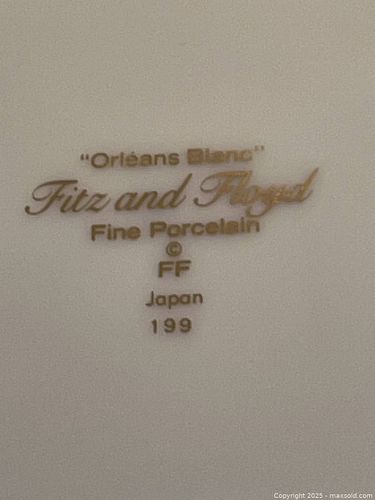 "Orléans Blanc"
Fitz and Floyd
Fine Porcelain
©
FF
Japan
199
Copyright 2025 - maxsold.com